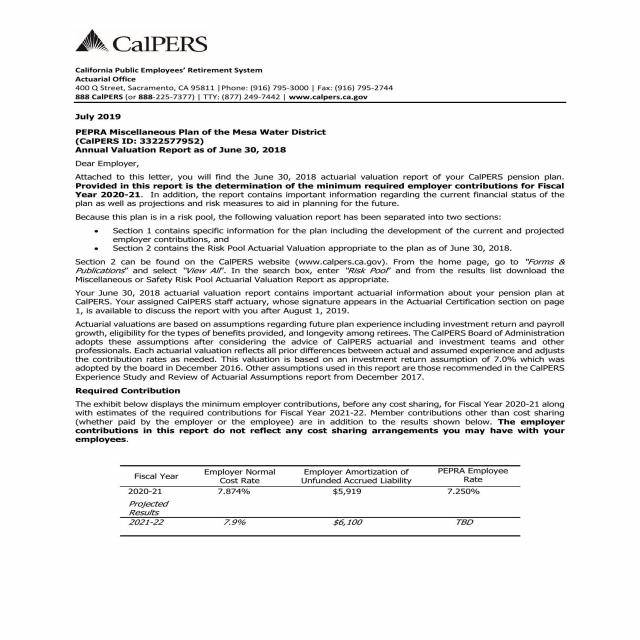 CalPERS
California Public Employees' Retirement System
Actuarial Office
400 Q Street, Sacramento, CA 95811 |Phone: (916) 795-3000 | Fax: (916) 795-2744
888 CalPERS (or 888-225-7377) | TTY: (877) 249-7442 | www.calpers.ca.gov
July 2019
PEPRA Miscellaneous Plan of the Mesa Water District
(CalPERS ID: 3322577952)
Annual Valuation Report as of June 30, 2018
Dear Employer,
Attached to this letter, you will find the June 30, 2018 actuarial valuation report of your CalPERS pension plan.
Provided in this report is the determination of the minimum required employer contributions for Fiscal
Year 2020-21. In addition, the report contains important information regarding the current financial status of the
plan as well as projections and risk measures to aid in planning for the future.
Because this plan is in a risk pool, the following valuation report has been separated into two sections:
• Section 1 contains specific information for the plan including the development of the current and projected
employer contributions, and
• Section 2 contains the Risk Pool Actuarial Valuation appropriate to the plan as of June 30, 2018.
Section 2 can be found on the CalPERS website (www.calpers.ca.gov). From the home page, go to "Forms &
Publications" and select "View All". In the search box, enter "Risk Pool" and from the results list download the
Miscellaneous or Safety Risk Pool Actuarial Valuation Report as appropriate.
Your June 30, 2018 actuarial valuation report contains important actuarial information about your pension plan at
CalPERS. Your assigned CalPERS staff actuary, whose signature appears in the Actuarial Certification section on page
1, is available to discuss the report with you after August 1, 2019.
Actuarial valuations are based on assumptions regarding future plan experience including investment return and payroll
growth, eligibility for the types of benefits provided, and longevity among retirees. The CalPERS Board of Administration
adopts these assumptions after considering the advice of CalPERS actuarial and investment teams and other
professionals. Each actuarial valuation reflects all prior differences between actual and assumed experience and adjusts
the contribution rates as needed. This valuation is based on an investment return assumption of 7.0% which was
adopted by the board in December 2016. Other assumptions used in this report are those recommended in the CalPERS
Experience Study and Review of Actuarial Assumptions report from December 2017.
Required Contribution
The exhibit below displays the minimum employer contributions, before any cost sharing, for Fiscal Year 2020-21 along
with estimates of the required contributions for Fiscal Year 2021-22. Member contributions other than cost sharing
(whether paid by the employer or the employee) are in addition to the results shown below. The employer
contributions in this report do not reflect any cost sharing arrangements you may have with your
employees.
Fiscal Year Employer Normal Cost Rate Employer Amortization of Unfunded Accrued Liability PEPRA Employee Rate
2020-21 7.874% $5,919 7.250%
Projected
Results
2021-22 7.9% $6,100 TBD